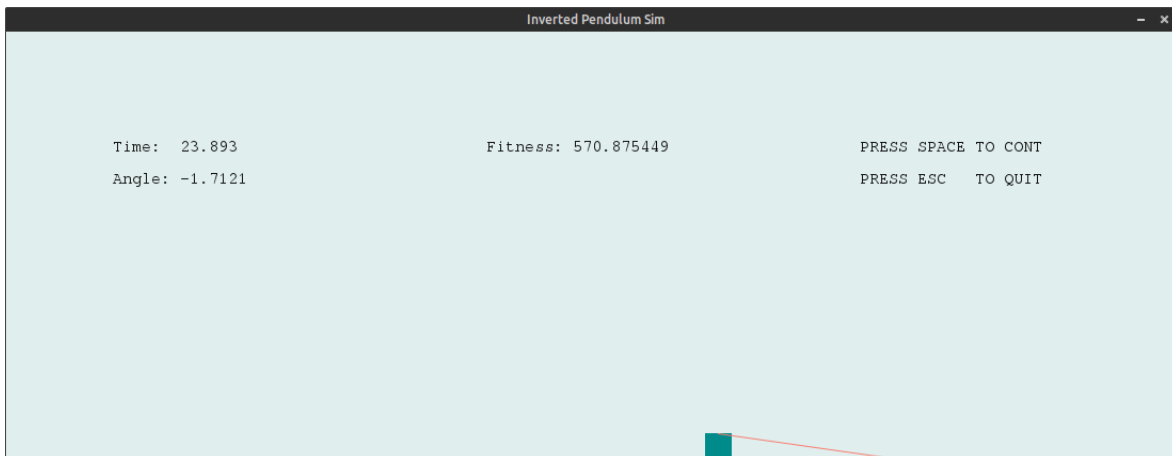 Inverted Pendulum Sim
Time: 23.893
Fitness: 570.875449
PRESS SPACE TO CONT
Angle: -1.7121
PRESS ESC TO QUIT